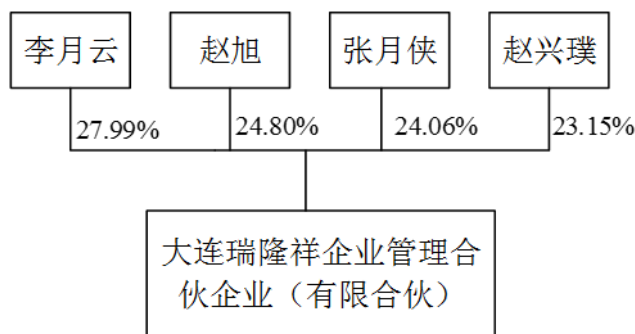 李月云 赵旭 张月侠 赵兴璞
27.99% 24.80% 24.06% 23.15%
大连瑞隆祥企业管理合
伙企业（有限合伙）